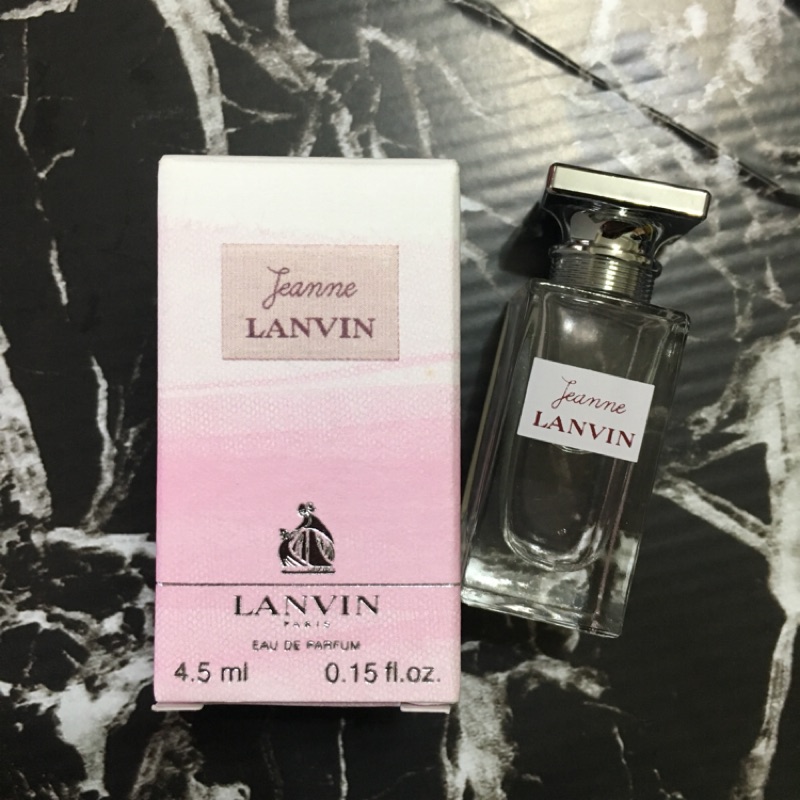 Jeanne
LANVIN
LANVIN
PARIS
EAU DE PARFUM
4.5 ml 0.15 fl.oz.
Jeanne
LANVIN